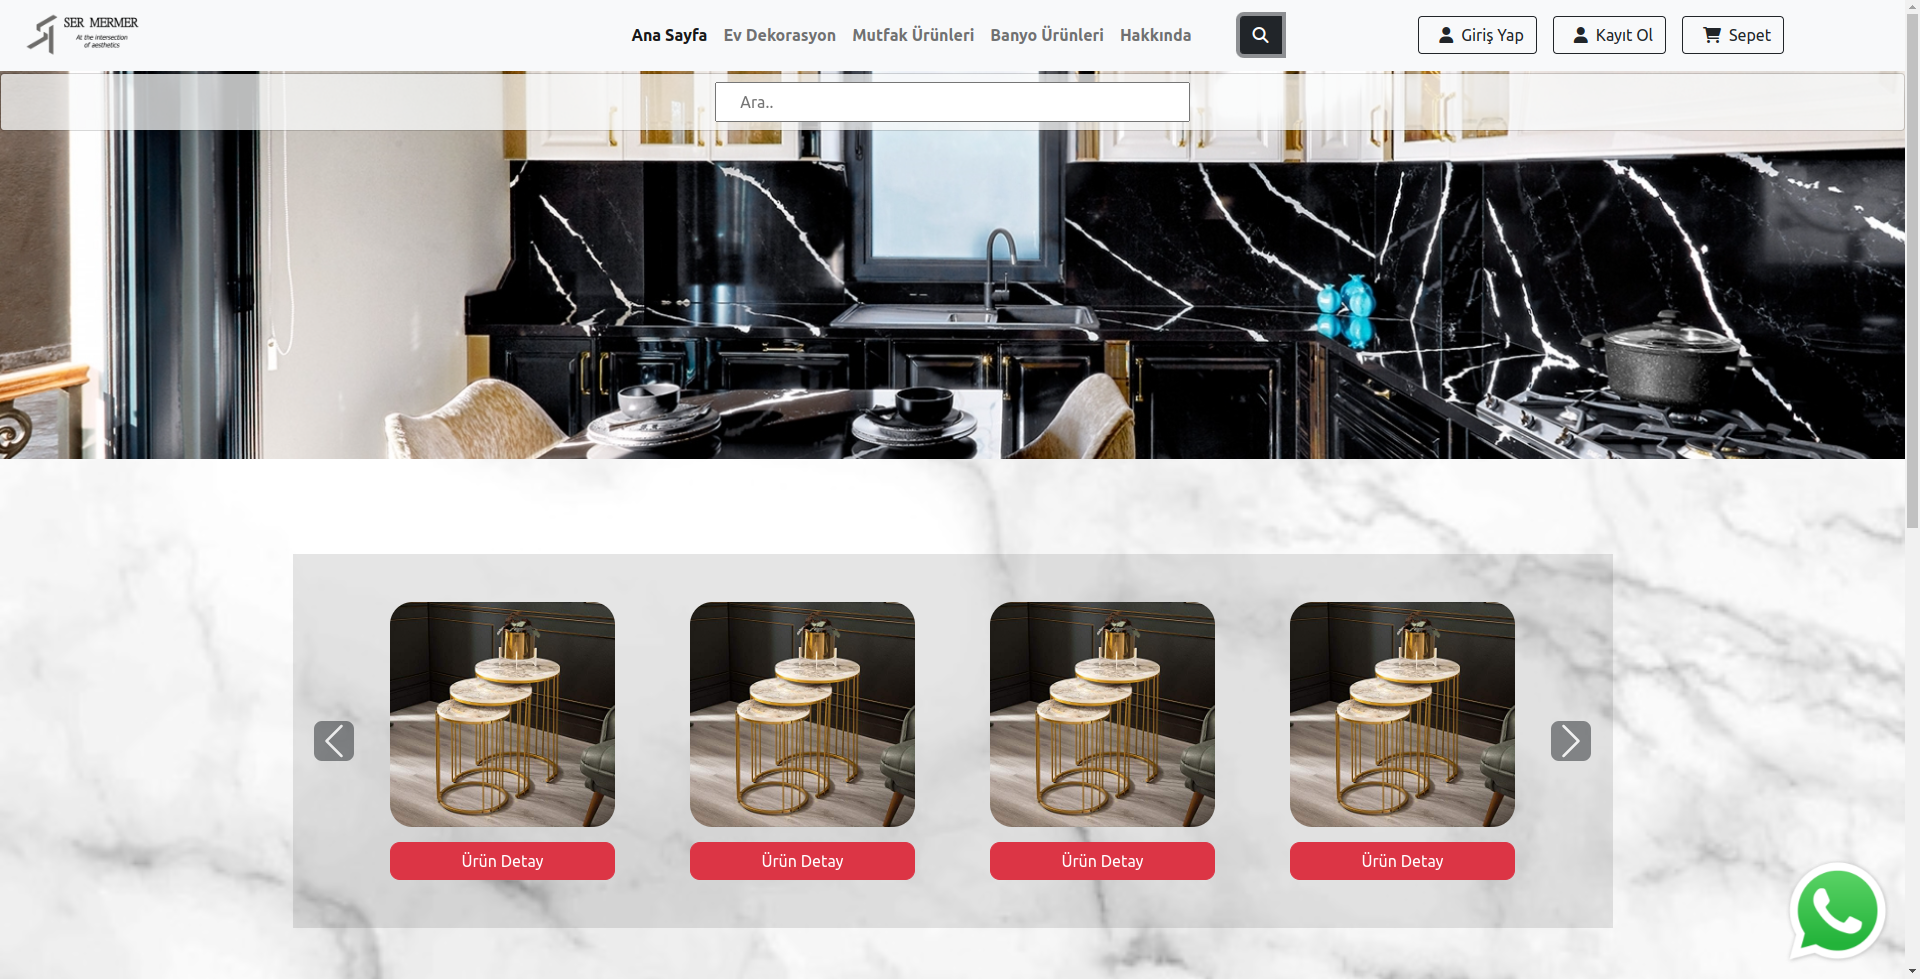 SER MERMER
At the intersection
of aesthetics
Ana Sayfa
Ev Dekorasyon
Mutfak Ürünleri
Banyo Ürünleri
Hakkında
Giriş Yap
Kayıt Ol
Sepet
Ara..
Ürün Detay
Ürün Detay
Ürün Detay
Ürün Detay